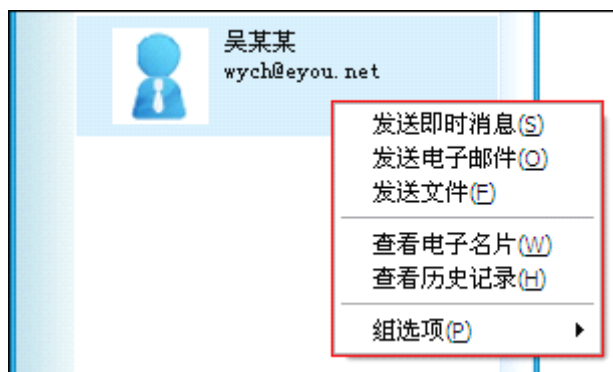 吴某某
wych@eyou.net
发送即时消息(S)
发送电子邮件(O)
发送文件(F)
查看电子名片(W)
查看历史记录(H)
组选项(P)